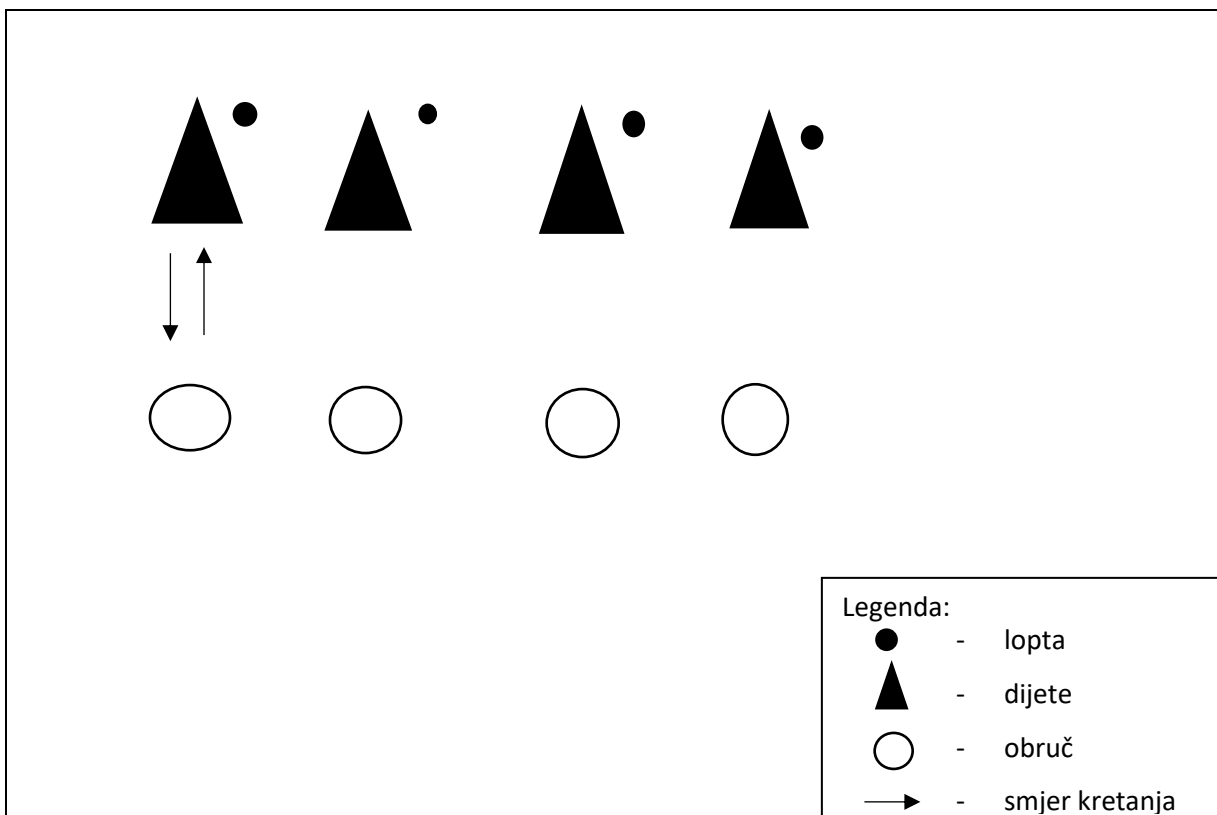 Legenda:
- lopta
- dijete
- obruč
- smjer kretanja